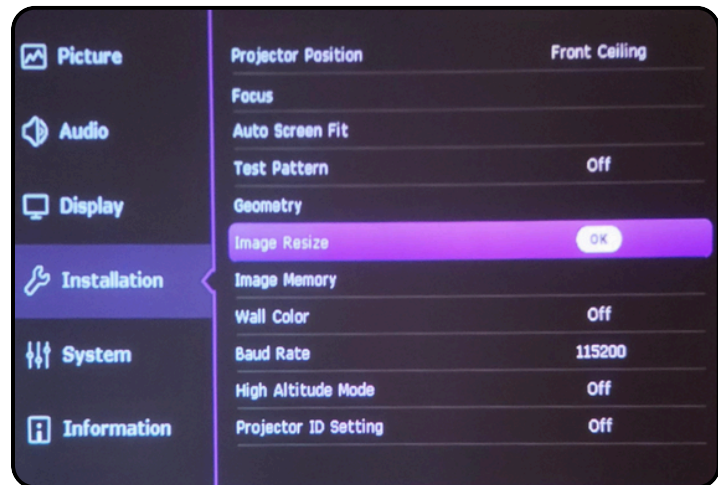 Picture
Audio
Display
Installation
System
Information
Projector Position Front Ceiling
Focus
Auto Screen Fit
Test Pattern Off
Geometry
Image Resize OK
Image Memory
Wall Color Off
Baud Rate 115200
High Altitude Mode Off
Projector ID Setting Off